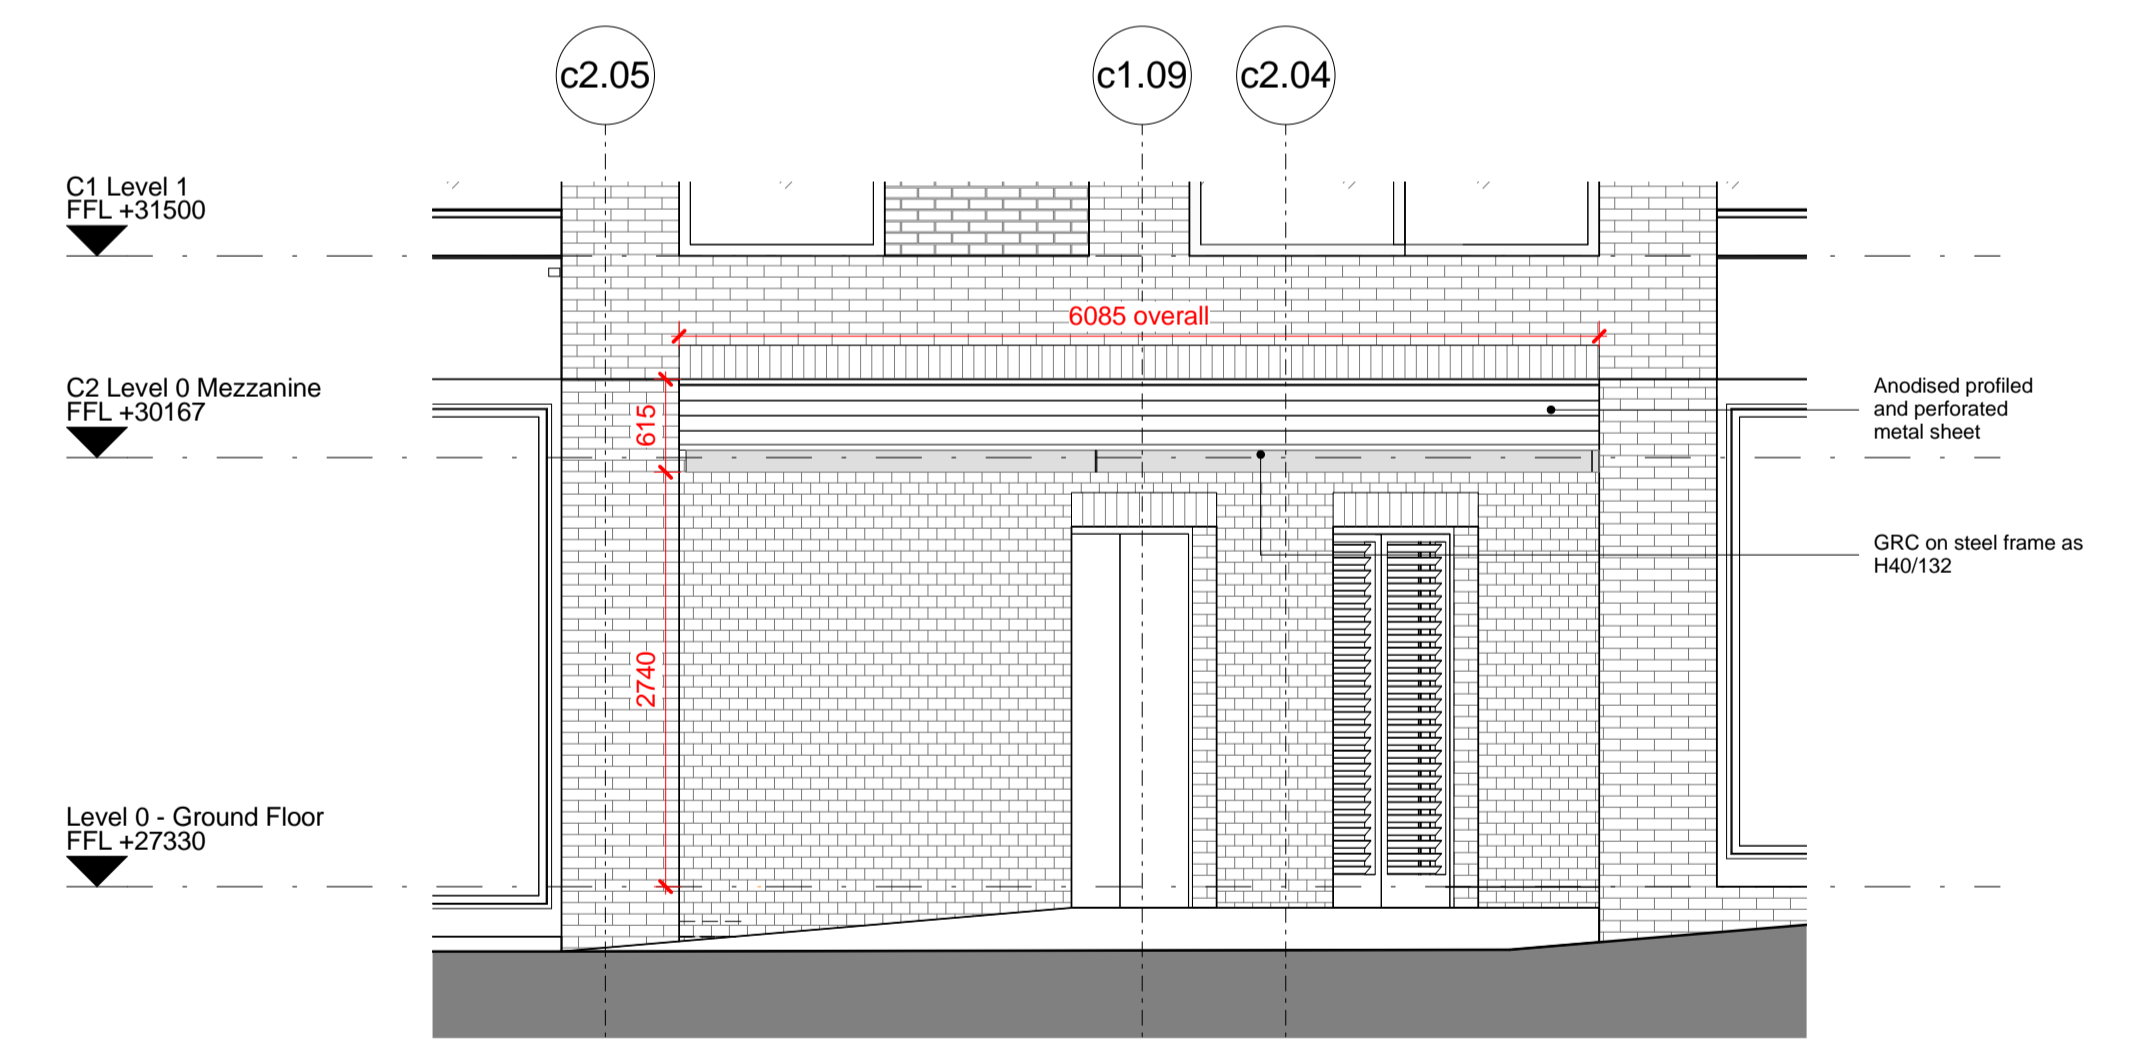 c2.05
c1.09
c2.04
C1 Level 1
FFL +31500
6085 overall
C2 Level 0 Mezzanine
FFL +30167
615
Anodised profiled
and perforated
metal sheet
GRC on steel frame as
H40/132
2740
Level 0 - Ground Floor
FFL +27330